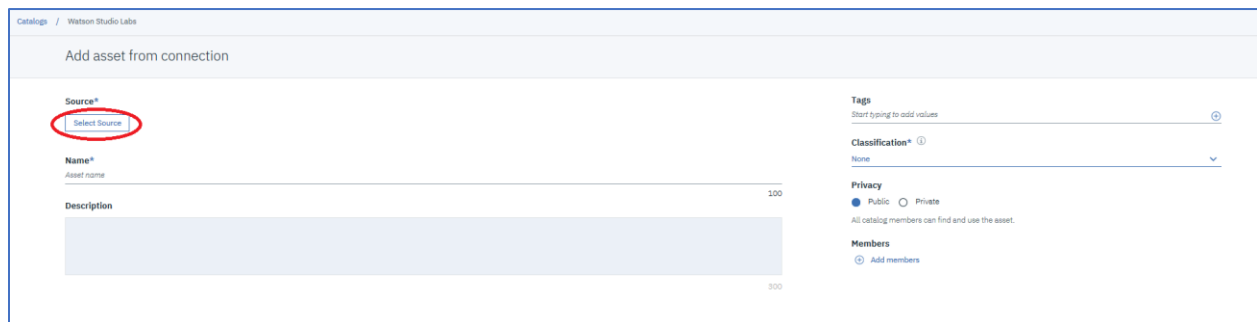 Catalogs / Watson Studio Labs
Add asset from connection
Source*
Select Source
Name*
Asset name
100
Description
300
Tags
Start typing to add values
Classification*
None
Privacy
Public Private
All catalog members can find and use the asset.
Members
Add members